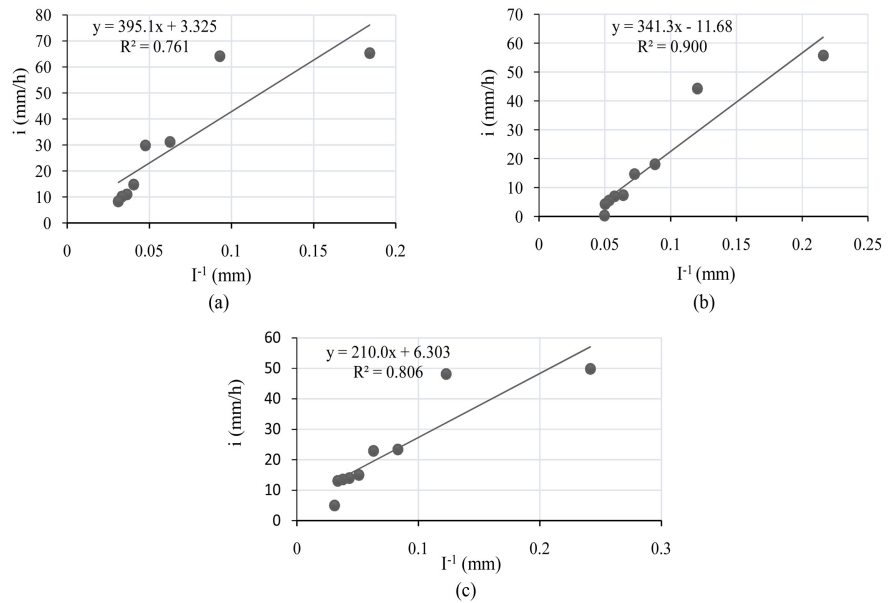 y = 395.1x + 3.325
R² = 0.761
80
70
60
50
40
30
20
10
0
i (mm/h)
0 0.05 0.1 0.15 0.2
I⁻¹ (mm)
(a)
y = 341.3x - 11.68
R² = 0.900
70
60
50
40
30
20
10
0
i (mm/h)
0 0.05 0.1 0.15 0.2 0.25
I⁻¹ (mm)
(b)
y = 210.0x + 6.303
R² = 0.806
60
50
40
30
20
10
0
i (mm/h)
0 0.1 0.2 0.3
I⁻¹ (mm)
(c)